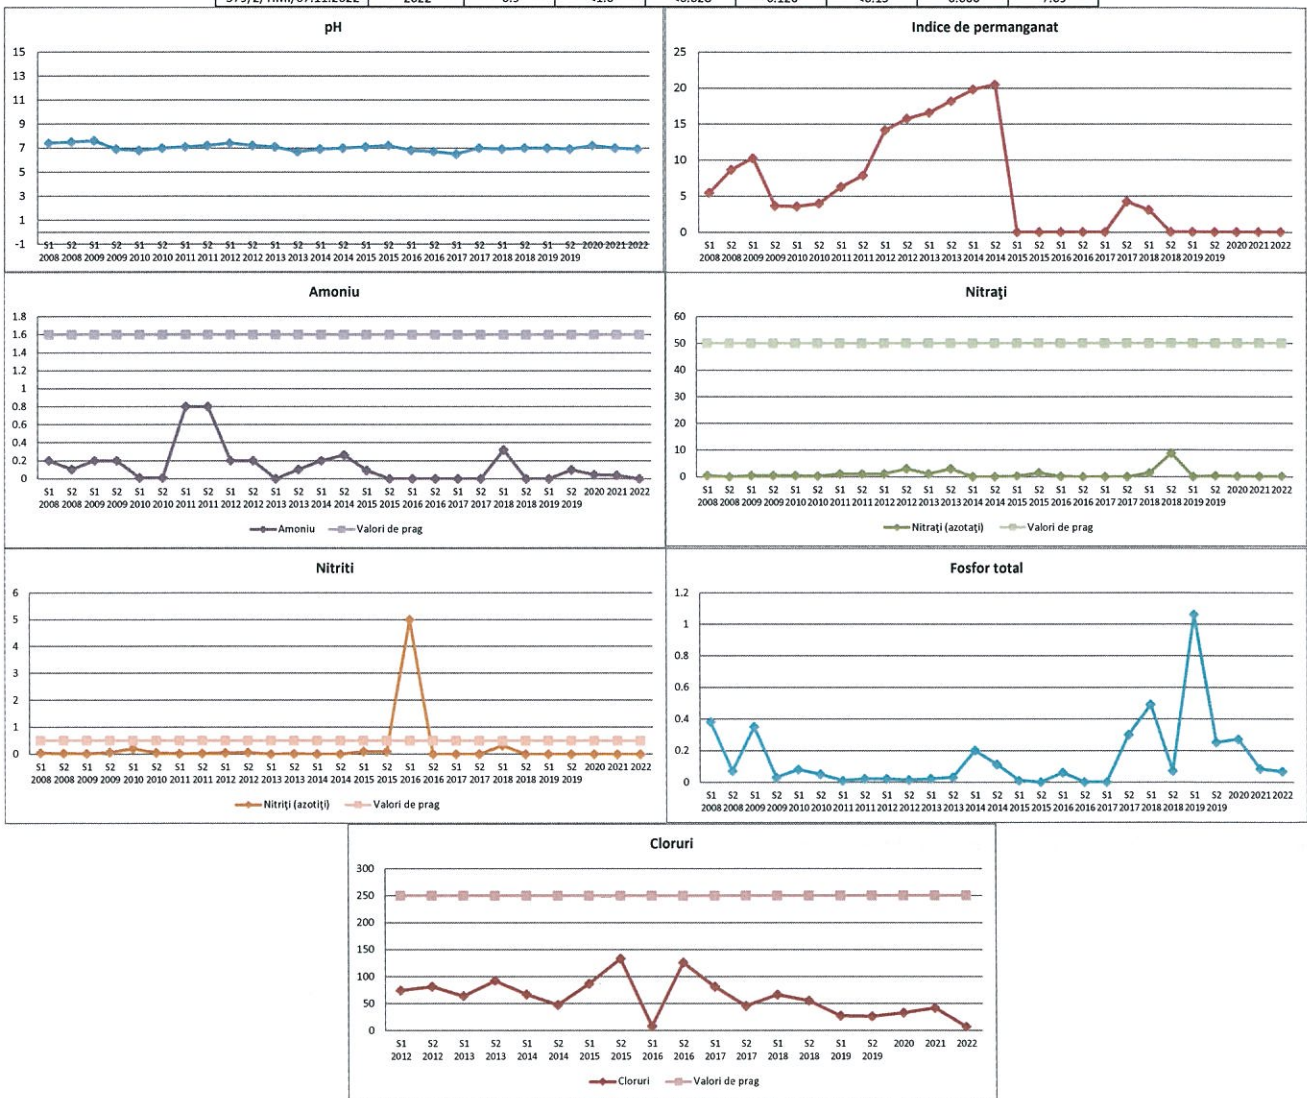 2022
pH
15
13
11
9
7
5
3
1
-1
S1 S2 S1 S2 S1 S2 S1 S2 S1 S2 S1 S2 S1 S2 S1 S2 S1 S2 S1 S2 S1 S2 S1 S2 2020 2021 2022
2008 2008 2009 2009 2010 2010 2011 2011 2012 2012 2013 2013 2014 2014 2015 2015 2016 2016 2017 2017 2018 2018 2019 2019
Indice de permanganat
25
20
15
10
5
0
S1 S2 S1 S2 S1 S2 S1 S2 S1 S2 S1 S2 S1 S2 S1 S2 S1 S2 S1 S2 S1 S2 S1 S2 2020 2021 2022
2008 2008 2009 2009 2010 2010 2011 2011 2012 2012 2013 2013 2014 2014 2015 2015 2016 2016 2017 2017 2018 2018 2019 2019
Amoniu
1.8
1.6
1.4
1.2
1
0.8
0.6
0.4
0.2
0
S1 S2 S1 S2 S1 S2 S1 S2 S1 S2 S1 S2 S1 S2 S1 S2 S1 S2 S1 S2 S1 S2 S1 S2 2020 2021 2022
2008 2008 2009 2009 2010 2010 2011 2011 2012 2012 2013 2013 2014 2014 2015 2015 2016 2016 2017 2017 2018 2018 2019 2019
Amoniu Valori de prag
Nitrați
60
50
40
30
20
10
0
S1 S2 S1 S2 S1 S2 S1 S2 S1 S2 S1 S2 S1 S2 S1 S2 S1 S2 S1 S2 S1 S2 S1 S2 2020 2021 2022
2008 2008 2009 2009 2010 2010 2011 2011 2012 2012 2013 2013 2014 2014 2015 2015 2016 2016 2017 2017 2018 2018 2019 2019
Nitrați (azotați) Valori de prag
Nitriti
6
5
4
3
2
1
0
S1 S2 S1 S2 S1 S2 S1 S2 S1 S2 S1 S2 S1 S2 S1 S2 S1 S2 S1 S2 S1 S2 S1 S2 2020 2021 2022
2008 2008 2009 2009 2010 2010 2011 2011 2012 2012 2013 2013 2014 2014 2015 2015 2016 2016 2017 2017 2018 2018 2019 2019
Nitriți (azotiți) Valori de prag
Fosfor total
1.2
1
0.8
0.6
0.4
0.2
0
S1 S2 S1 S2 S1 S2 S1 S2 S1 S2 S1 S2 S1 S2 S1 S2 S1 S2 S1 S2 S1 S2 S1 S2 2020 2021 2022
2008 2008 2009 2009 2010 2010 2011 2011 2012 2012 2013 2013 2014 2014 2015 2015 2016 2016 2017 2017 2018 2018 2019 2019
Cloruri
300
250
200
150
100
50
0
S1 S2 S1 S2 S1 S2 S1 S2 S1 S2 S1 S2 S1 S2 S1 S2 2020 2021 2022
2012 2012 2013 2013 2014 2014 2015 2015 2016 2016 2017 2017 2018 2018 2019 2019
Cloruri Valori de prag